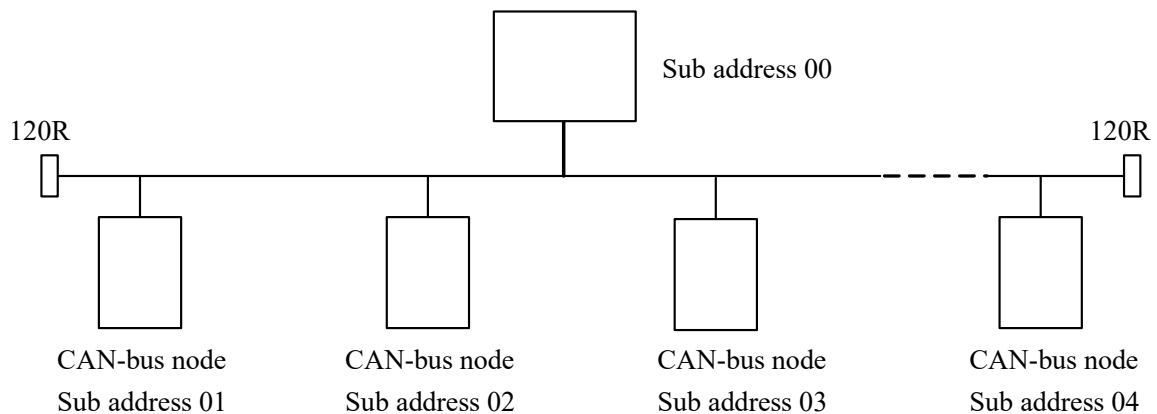 Sub address 00
120R
120R
CAN-bus node
Sub address 01
CAN-bus node
Sub address 02
CAN-bus node
Sub address 03
CAN-bus node
Sub address 04